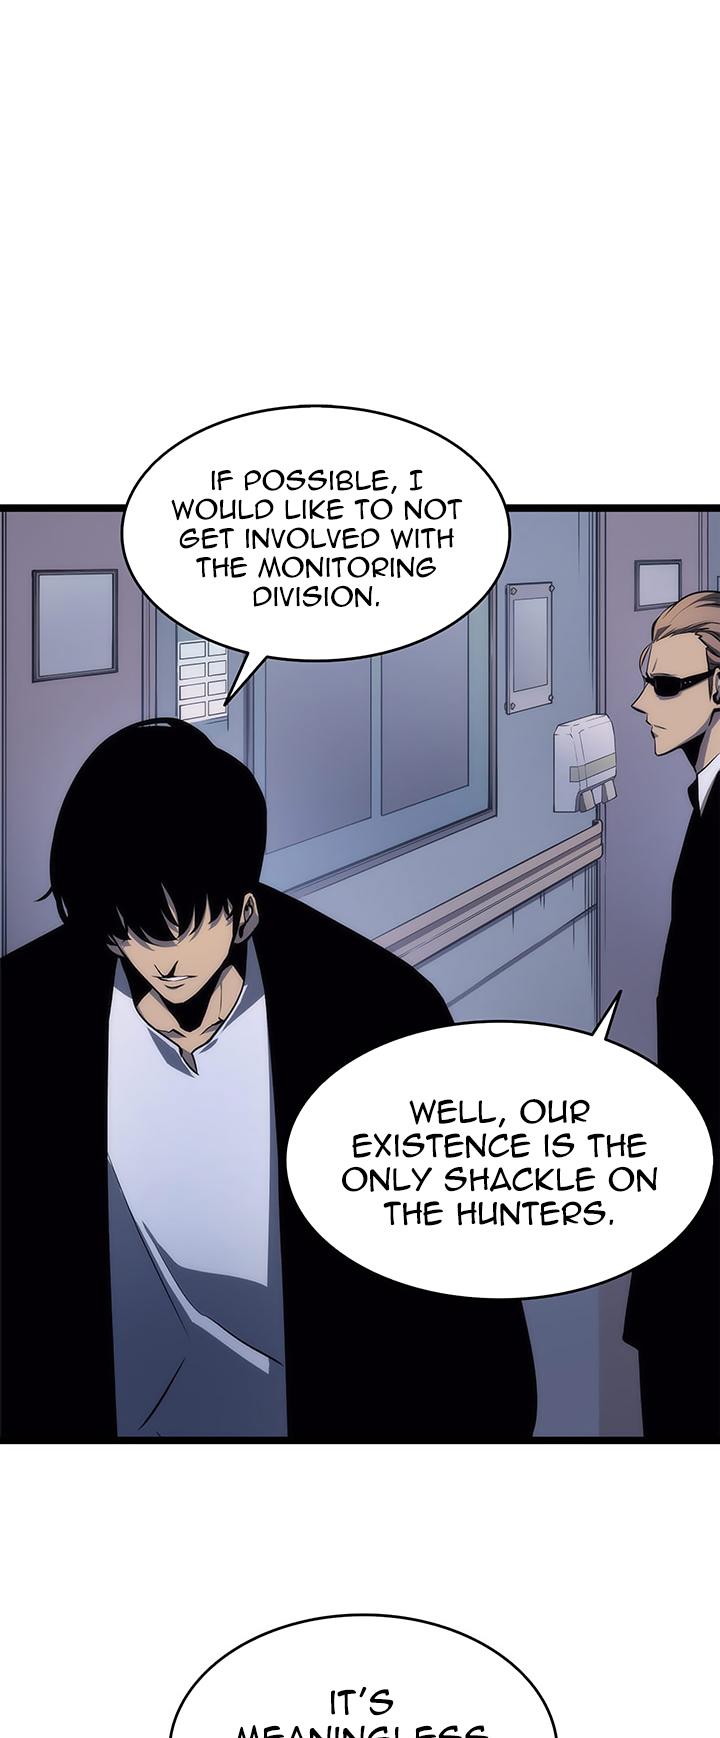 IF POSSIBLE, I
WOULD LIKE TO NOT
GET INVOLVED WITH
THE MONITORING
DIVISION.
WELL, OUR
EXISTENCE IS THE
ONLY SHACKLE ON
THE HUNTERS.
IT'S
MEANINGLESS